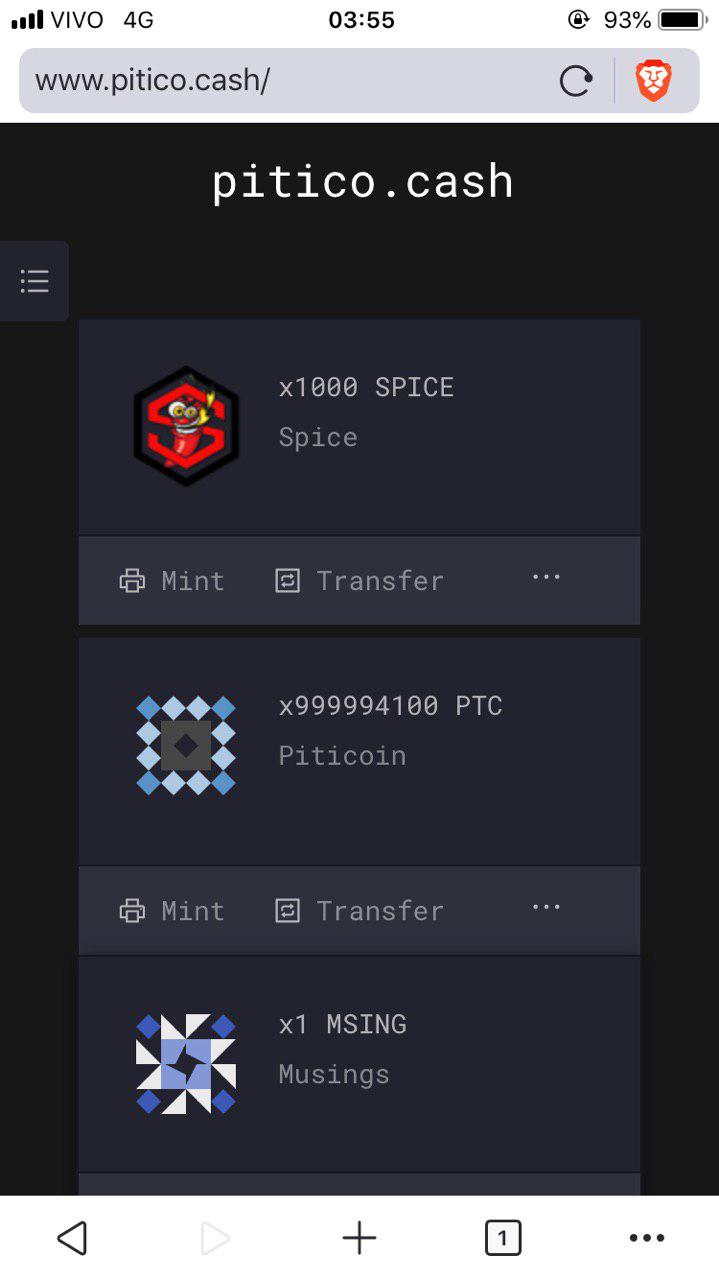 VIVO 4G 03:55 93%
www.pitico.cash/
pitico.cash
x1000 SPICE
Spice
Mint Transfer ...
x999994100 PTC
Piticoin
Mint Transfer ...
x1 MSING
Musings
1